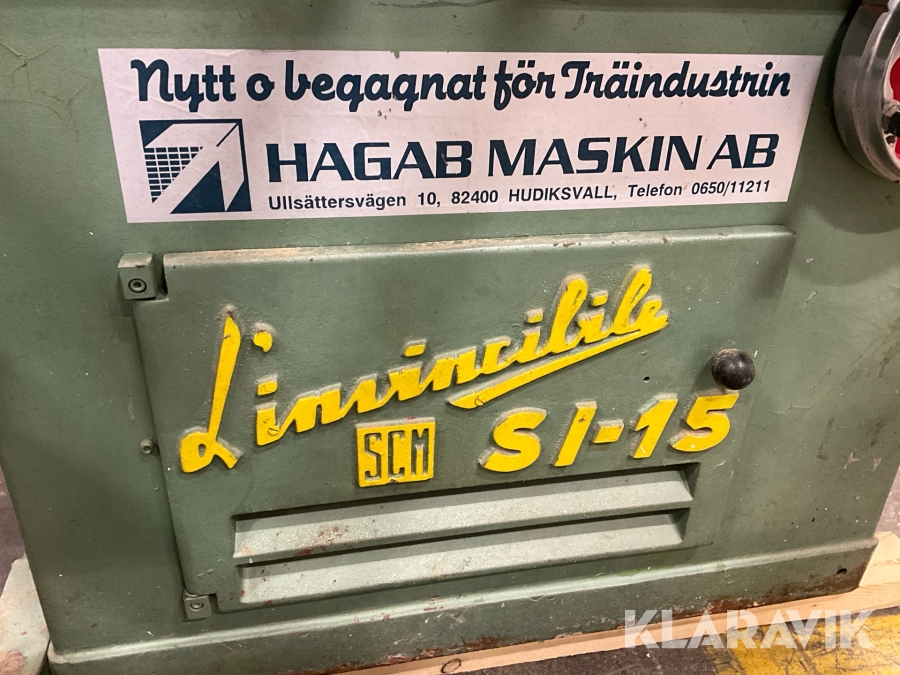 Nytt o begagnat för Träindustrin
HAGAB MASKIN AB
Ullsättersvägen 10, 82400 HUDIKSVALL, Telefon 0650/11211
L'invincibile
SCM SI-15
KLARAVIK